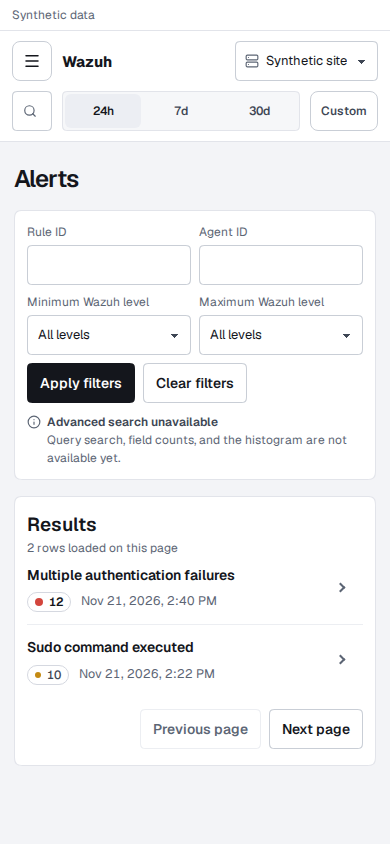 Synthetic data
Wazuh
Synthetic site
24h
7d
30d
Custom
Alerts
Rule ID
Agent ID
Minimum Wazuh level
Maximum Wazuh level
All levels
All levels
Apply filters
Clear filters
Advanced search unavailable
Query search, field counts, and the histogram are not
available yet.
Results
2 rows loaded on this page
Multiple authentication failures
12
Nov 21, 2026, 2:40 PM
Sudo command executed
10
Nov 21, 2026, 2:22 PM
Previous page
Next page